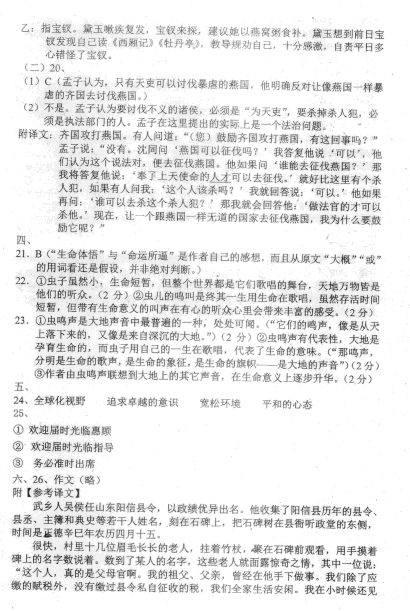 乙：指宝钗。黛玉嗽疾复发，宝钗来探，建议她以燕窝粥食补。黛玉想到前日宝
钗发现自己读《西厢记》《牡丹亭》，教导规劝自己，十分感激，自责平日多
心错怪了宝钗。
（二）20、
（1）C（孟子认为，只有天吏可以讨伐暴虐的燕国，他明确反对让像燕国一样暴
虐的齐国去讨伐燕国。）
（2）不是。孟子认为要讨伐不义的诸侯，必须是“为天吏”，要杀掉杀人犯，必
须是执法部门的人。孟子在这里提出的实际上是一个法治问题。
附译文：齐国攻打燕国。有人问道：“（您）鼓励齐国攻打燕国，有这回事吗？”
孟子说：“没有。沈同问‘燕国可以征伐吗？’我答复他说‘可以’，他
们认为这个说法对，便去征伐燕国。他如果问‘谁能去征伐燕国？’那
我将答复他说：‘奉了上天使命的人才可以去征伐。’就好比这里有个杀
人犯，如果有人问我：‘这个人该杀吗？’我就回答说：‘可以。’他如果
再问：‘谁可以去杀这个杀人犯？’那我就会回答他：‘做法官的才可以
杀他。’现在，让一个跟燕国一样无道的国家去征伐燕国，我为什么要鼓
励它呢？”
四、
21．B（“生命体悟”与“命运所逼”是作者自己的感想，而且从原文“大概”“或”
的用词看还是假设，并非绝对判断。）
22．①虫子虽然小，生命短暂，但整个世界都是它们歌唱的舞台，天地万物皆是
他们的听众。（2 分）②虫儿的鸣叫是终其一生用生命在歌唱，虽然存活时间
短暂，但带有生命意义的叫声在有心的听众心里会带来丰富的感受。（2 分）
23．①虫鸣声是大地声音中最普遍的一种，处处可闻。（“它们的鸣声，像是从天
上落下来的，又像是来自深沉的大地。”）（2 分）②虫鸣声有代表性，大地是
孕育生命的，而虫子用自己的一生在歌唱，代表了生命的意味。（“那鸣声，
分明是生命的歌声，是生命的象征，是生命的旗帜——是大地的声音”）（2 分）
③作者由虫鸣声联想到大地上的其它声音，在生命意义上逐步升华。（2 分）
五、
24、全球化视野　追求卓越的意识　宽松环境　平和的心态
25、
① 欢迎届时光临惠顾
② 欢迎届时光临指导
③ 务必准时出席
六、26、作文（略）
附【参考译文】
武乡人吴侯任山东阳信县令，以政绩优异出名。他收集了阳信县历年的县令、
县丞、主簿和典史等若干人姓名，刻在石碑上，把石碑树在县衙听政堂的东侧，
时间是正德辛巳年农历四月十五。
很快，村里十几位眉毛长长的老人，拄着竹杖，聚在石碑前观看，用手摸着
碑上的名字数说着。数到了某人的名字，这些老人就面露惊奇之情，其中一位说：
“这个人，真的是父母官啊。我的祖父、父亲，曾经在他手下做事。我们除了应
缴的赋税外，没有缴过县令私自征收的税，我们全家生活安闲。我在小时候还见